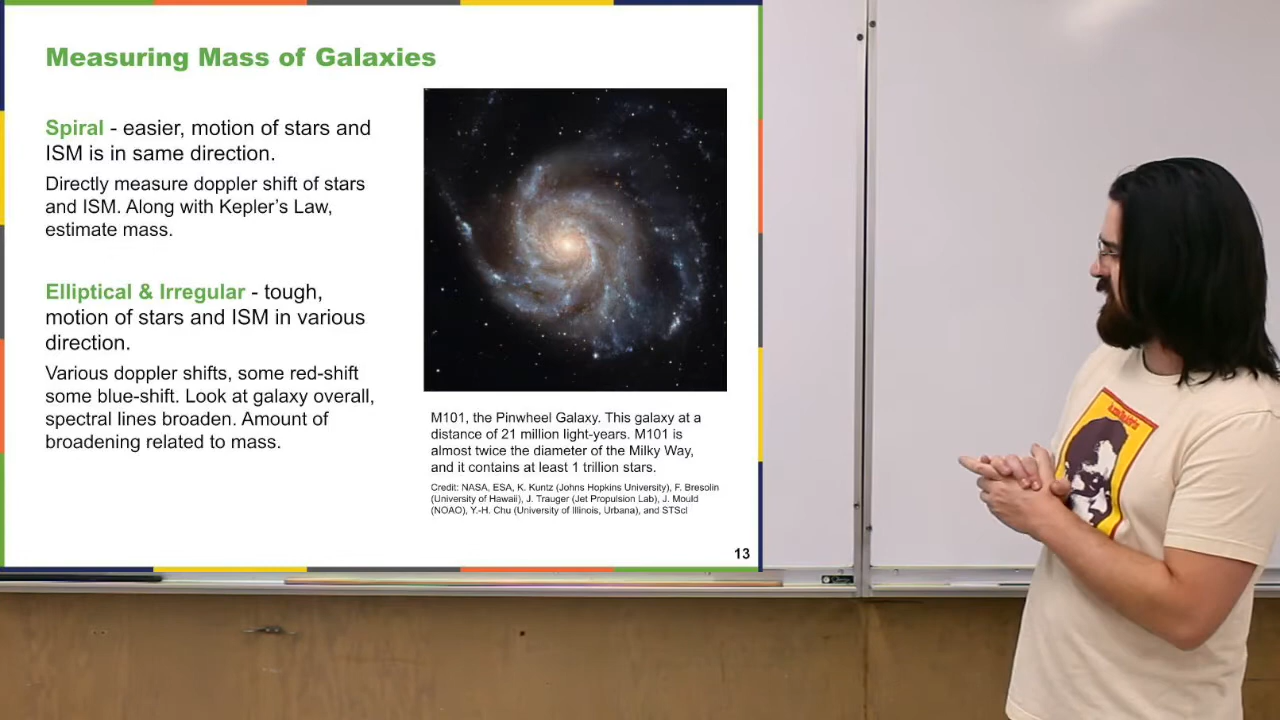 Measuring Mass of Galaxies
Spiral - easier, motion of stars and
ISM is in same direction.
Directly measure doppler shift of stars
and ISM. Along with Kepler's Law,
estimate mass.
Elliptical & Irregular - tough,
motion of stars and ISM in various
direction.
Various doppler shifts, some red-shift
some blue-shift. Look at galaxy overall,
spectral lines broaden. Amount of
broadening related to mass.
M101, the Pinwheel Galaxy. This galaxy at a
distance of 21 million light-years. M101 is
almost twice the diameter of the Milky Way,
and it contains at least 1 trillion stars.
Credit: NASA, ESA, K. Kuntz (Johns Hopkins University), F. Bresolin
(University of Hawaii), J. Trauger (Jet Propulsion Lab), J. Mould
(NOAO), Y.-H. Chu (University of Illinois, Urbana), and STScI
13